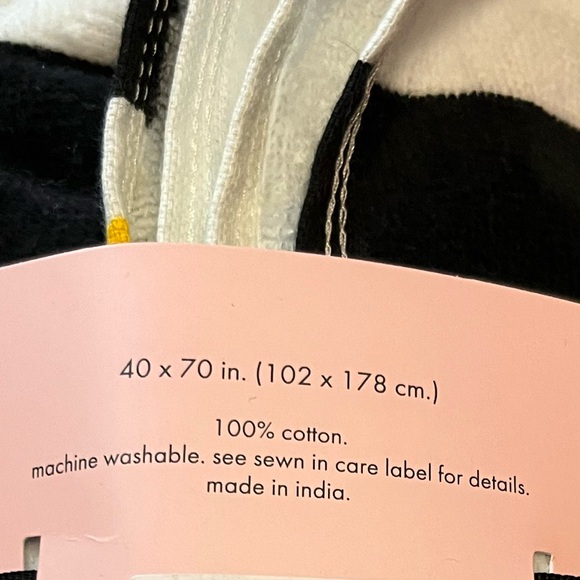 40 x 70 in. (102 x 178 cm.)
100% cotton.
machine washable. see sewn in care label for details.
made in india.